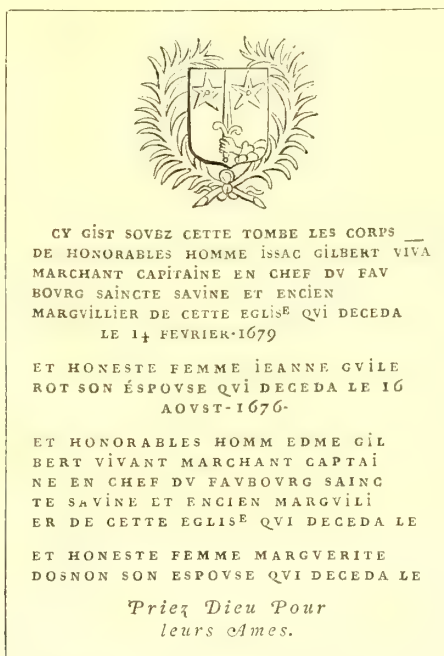 CY GiST SOVBZ CETTE TOMBE LES CORPS
DE HONORABLES HOMME iSSAC GiLBERT VIVA
MARCHANT CAPiTAiNE EN CHEF DV FAV
BOVRG SAiNCTE SAViNE ET ENCiEN
MARGViLLiER DE CETTE EGLiSE QVi DECEDA
LE 14 FEVRiER·1679
ET HONESTE FEMME iEANNE GViLE
ROT SON ÉSPOVSE QVi DECEDA LE 16
AOVST-1676-
ET HONORABLES HOMM EDME GiL
BERT ViVANT MARCHANT CAPTAi
NE EN CHEF DV FAVBOVRG SAiNC
TE SAViNE ET ENCiEN MARGViLi
ER DE CETTE EGLiSE QVi DECEDA LE
ET HONESTE FEMME MARGVERiTE
DOSNON SON ESPOVSE QVi DECEDA LE
Priez Dieu Pour
leurs Ames.